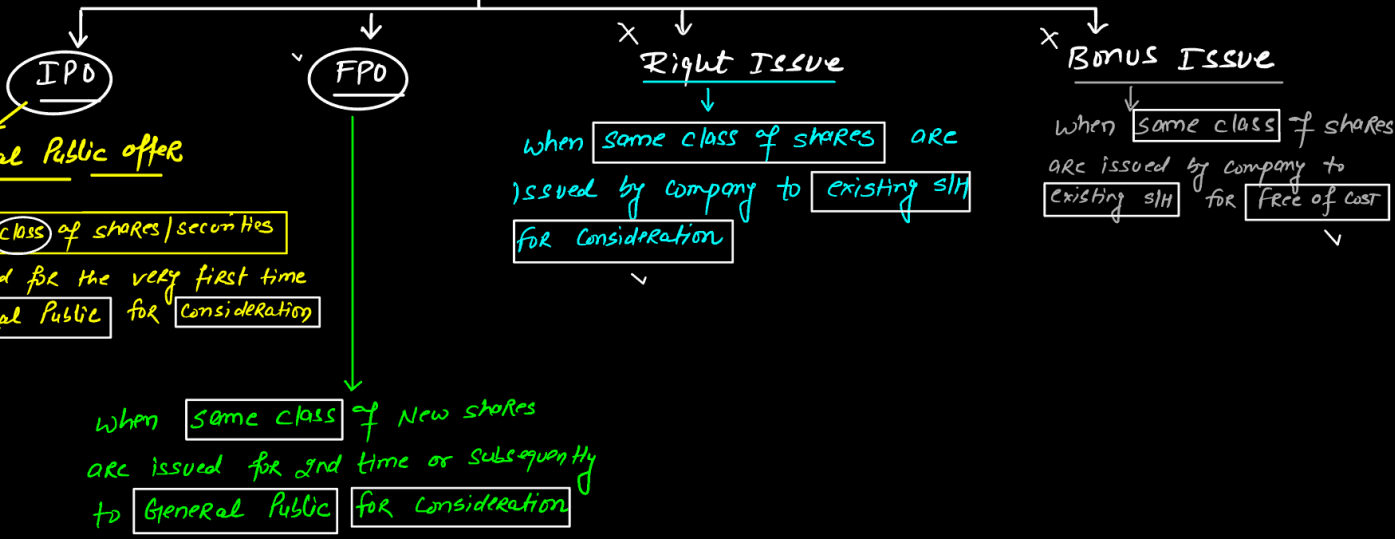 IPO
al Public offer
class of shares/securities
d for the very first time
al Public for consideration
FPO
when same class of New shares
are issued for 2nd time or subsequently
to General Public for consideration
X
Right Issue
when same class of shares are
issued by company to existing S/H
for consideration
X
Bonus Issue
when same class of shares
are issued by company to
existing S/H for free of cost